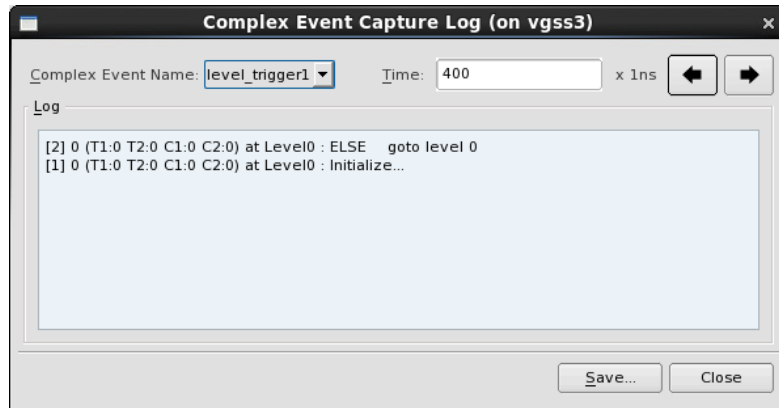 Complex Event Capture Log (on vgss3)
Complex Event Name: level_trigger1 Time: 400 x 1ns
Log
[2] 0 (T1:0 T2:0 C1:0 C2:0) at Level0 : ELSE goto level 0
[1] 0 (T1:0 T2:0 C1:0 C2:0) at Level0 : Initialize...
Save... Close